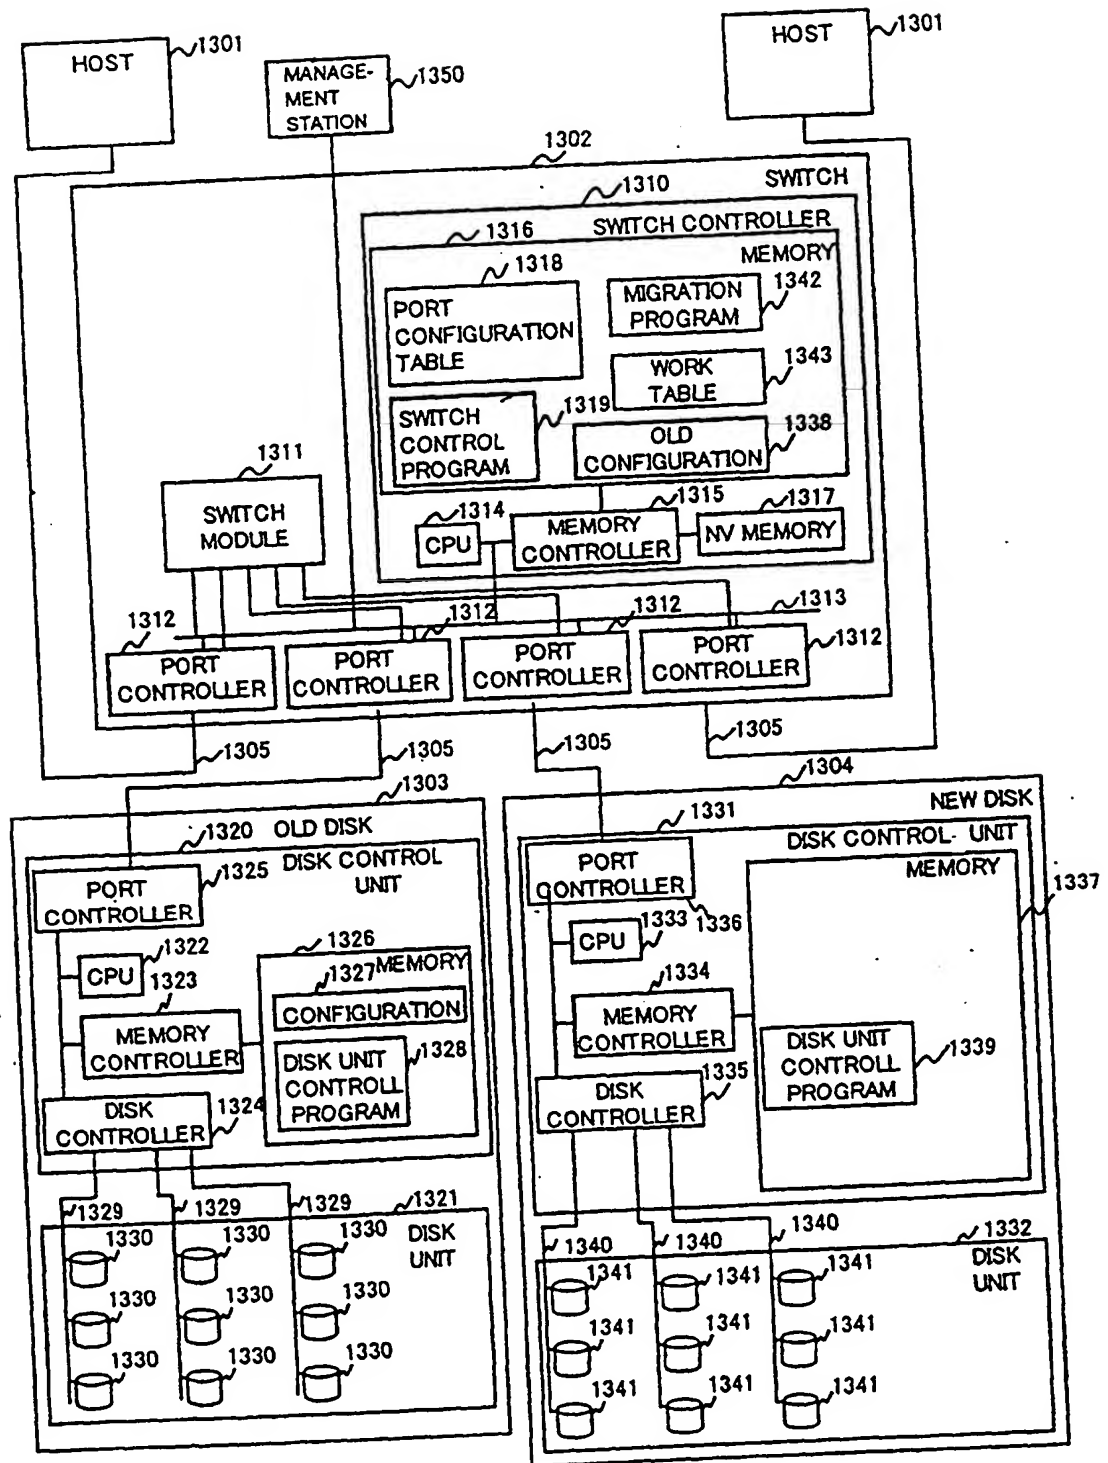 HOST
1301
MANAGE-
MENT
STATION
1350
HOST
1301
1302
SWITCH
1310
SWITCH CONTROLLER
1316
MEMORY
1318
PORT
CONFIGURATION
TABLE
MIGRATION
PROGRAM
1342
WORK
TABLE
1343
SWITCH
CONTROL
PROGRAM
1319
OLD
CONFIGURATION
1338
1311
SWITCH
MODULE
1314
CPU
1315
MEMORY
CONTROLLER
1317
NV MEMORY
1312
1312
1312
1313
1312
PORT
CONTROLLER
PORT
CONTROLLER
PORT
CONTROLLER
PORT
CONTROLLER
1305
1305
1305
1305
1303
OLD DISK
1320
DISK CONTROL
UNIT
1325
PORT
CONTROLLER
1322
CPU
1323
MEMORY
CONTROLLER
1326
MEMORY
1327
CONFIGURATION
DISK UNIT
CONTROLL
PROGRAM
1328
DISK
CONTROLLER
1324
1329
1329
1329
1321
DISK
UNIT
1330
1330
1330
1330
1330
1330
1330
1330
1330
1304
NEW DISK
1331
DISK CONTROL- UNIT
PORT
CONTROLLER
1336
MEMORY
1337
1333
CPU
1334
MEMORY
CONTROLLER
DISK UNIT
CONTROLL
PROGRAM
1339
1335
DISK
CONTROLLER
1340
1340
1340
1332
DISK
UNIT
1341
1341
1341
1341
1341
1341
1341
1341
1341